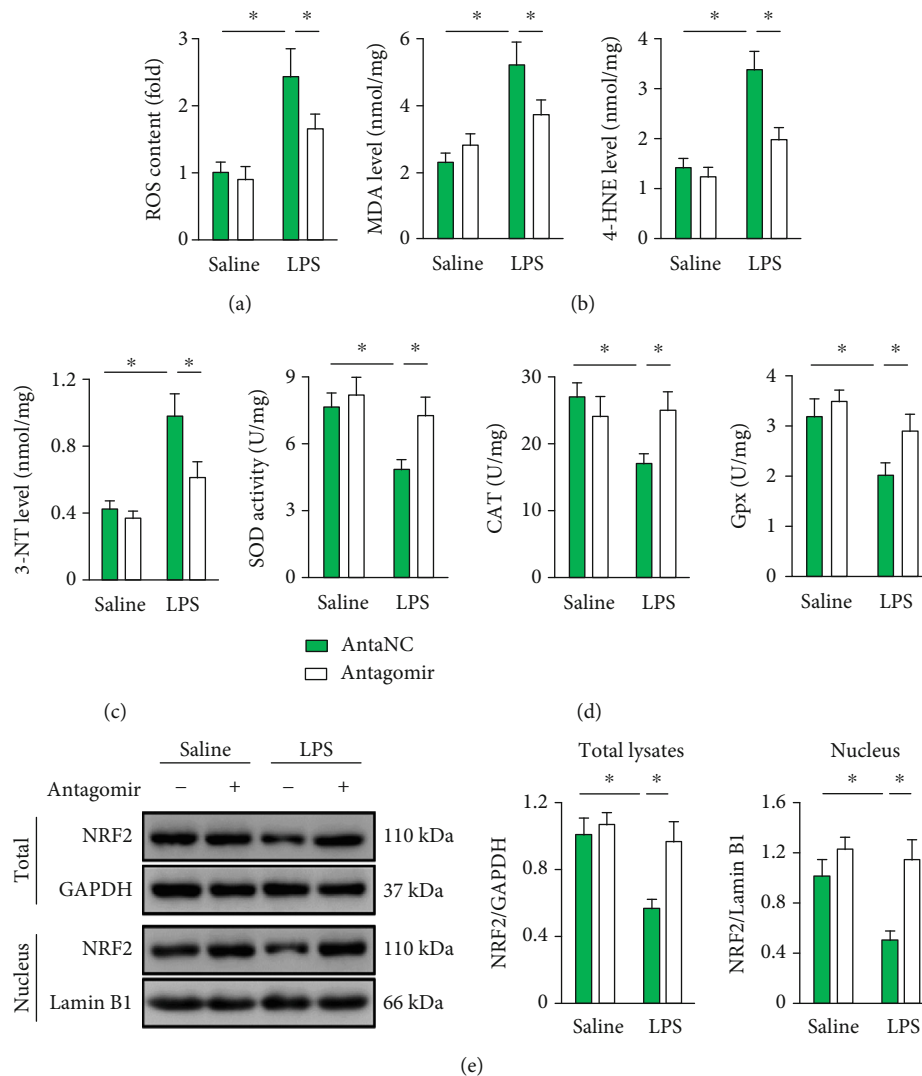 ROS content (fold)
3
2
1
0
*
*
Saline
LPS
(a)
MDA level (nmol/mg)
6
4
2
0
*
*
Saline
LPS
4-HNE level (nmol/mg)
4
3
2
1
0
*
*
Saline
LPS
(b)
3-NT level (nmol/mg)
1.2
0.8
0.4
0
*
*
Saline
LPS
(c)
SOD activity (U/mg)
9
6
3
0
*
*
Saline
LPS
CAT (U/mg)
30
20
10
0
*
*
Saline
LPS
Gpx (U/mg)
4
3
2
1
0
*
*
Saline
LPS
AntaNC
Antagomir
(d)
Saline
LPS
Antagomir
−
+
−
+
Total
NRF2
110 kDa
GAPDH
37 kDa
Nucleus
NRF2
110 kDa
Lamin B1
66 kDa
Total lysates
NRF2/GAPDH
1.2
0.8
0.4
0
*
*
Saline
LPS
Nucleus
NRF2/Lamin B1
1.6
1.2
0.8
0.4
0
*
*
Saline
LPS
(e)